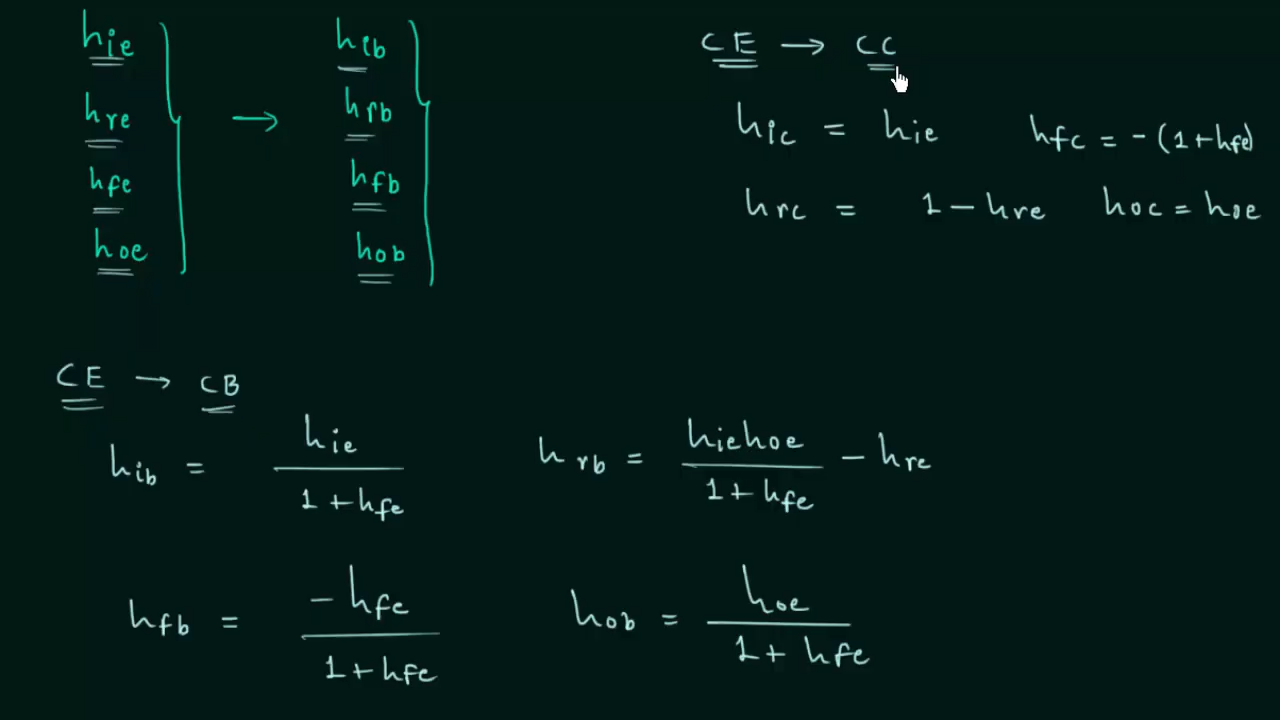 hie → hib
hre hrb
hfe hfb
hoe hob
CE → CC
hic = hie hfc = -(1+hfe)
hrc = 1 - hre hoc = hoe
CE → CB
hib = hie / 1+hfe hrb = hiehoe / 1+hfe - hre
hfb = -hfe / 1+hfe hob = hoe / 1+hfe